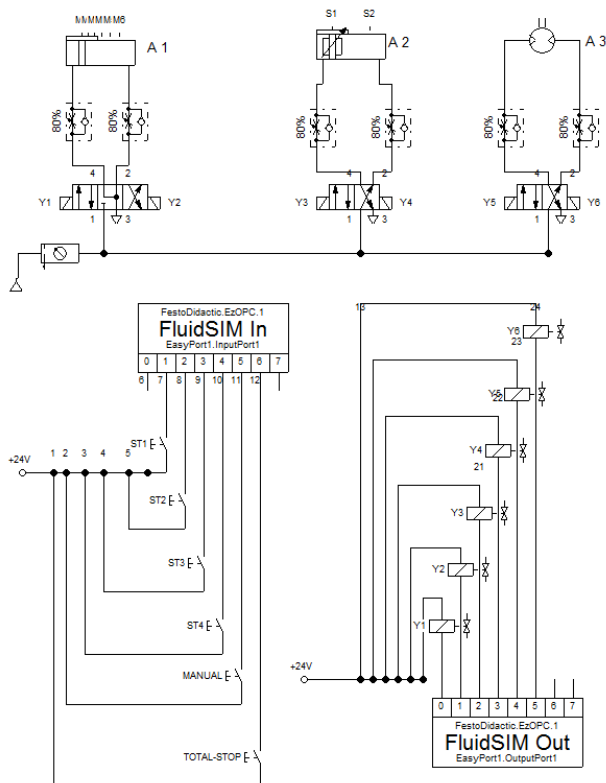 M6
S1
S2
A 1
A 2
A 3
80%
80%
80%
80%
80%
80%
4
2
4
2
4
2
Y1
Y2
Y3
Y4
Y5
Y6
1
3
1
3
1
3
FestoDidactic.EzOPC.1
FluidSIM In
EasyPort1.InputPort1
0 1 2 3 4 5 6 7
6 7 8 9 10 11 12
13
24
Y6
23
Y5
22
Y4
21
Y3
Y2
Y1
ST1
+24V
1 2 3 4 5
ST2
ST3
ST4
MANUAL
TOTAL-STOP
+24V
0 1 2 3 4 5 6 7
FestoDidactic.EzOPC.1
FluidSIM Out
EasyPort1.OutputPort1